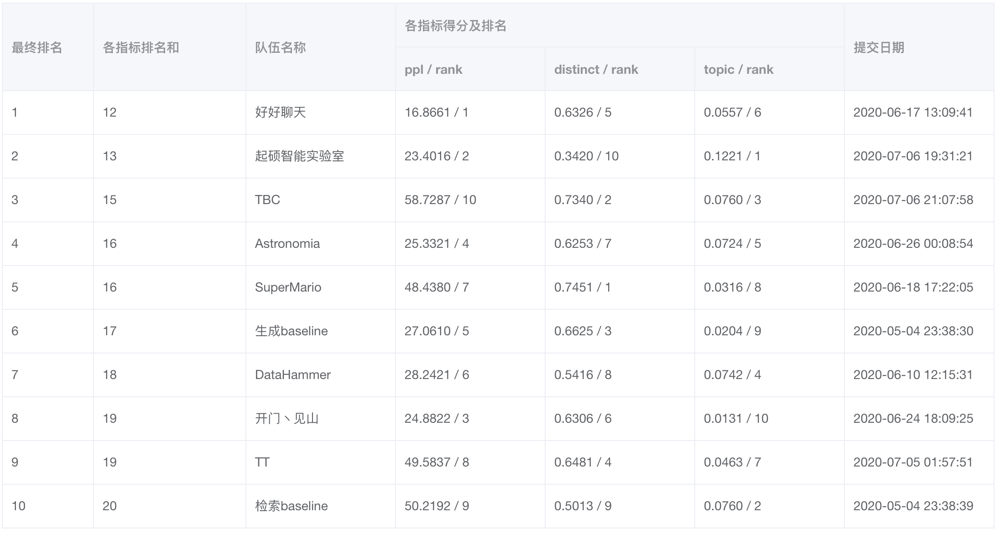 最终排名 各指标排名和 队伍名称 各指标得分及排名 提交日期
ppl / rank distinct / rank topic / rank
1 12 好好聊天 16.8661 / 1 0.6326 / 5 0.0557 / 6 2020-06-17 13:09:41
2 13 起硕智能实验室 23.4016 / 2 0.3420 / 10 0.1221 / 1 2020-07-06 19:31:21
3 15 TBC 58.7287 / 10 0.7340 / 2 0.0760 / 3 2020-07-06 21:07:58
4 16 Astronomia 25.3321 / 4 0.6253 / 7 0.0724 / 5 2020-06-26 00:08:54
5 16 SuperMario 48.4380 / 7 0.7451 / 1 0.0316 / 8 2020-06-18 17:22:05
6 17 生成baseline 27.0610 / 5 0.6625 / 3 0.0204 / 9 2020-05-04 23:38:30
7 18 DataHammer 28.2421 / 6 0.5416 / 8 0.0742 / 4 2020-06-10 12:15:31
8 19 开门丶见山 24.8822 / 3 0.6306 / 6 0.0131 / 10 2020-06-24 18:09:25
9 19 TT 49.5837 / 8 0.6481 / 4 0.0463 / 7 2020-07-05 01:57:51
10 20 检索baseline 50.2192 / 9 0.5013 / 9 0.0760 / 2 2020-05-04 23:38:39